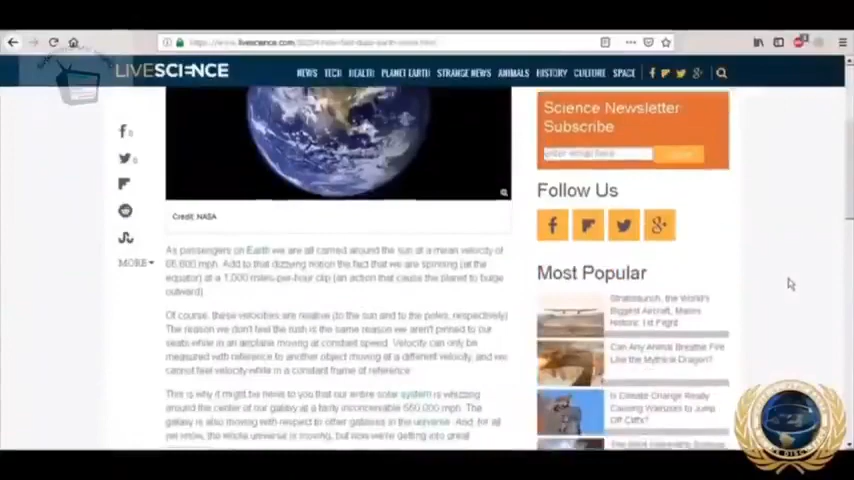 LIVESCIENCE
NEWS TECH HEALTH PLANET EARTH STRANGE NEWS ANIMALS HISTORY CULTURE SPACE
Science Newsletter
Subscribe
enter email here
Credit: NASA
Follow Us
As passengers on Earth we are all carried around the sun at a mean velocity of
66,600 mph. Add to that dizzying motion the fact that we are spinning (at the
equator) at a 1,000 miles-per-hour clip (an action that cause the planet to bulge
outward)
MORE
Most Popular
Of course, these velocities are relative (to the sun and to the poles, respectively)
The reason we don't feel the rush is the same reason we aren't pinned to our
seats while in an airplane moving at constant speed. Velocity can only be
measured with reference to another object moving at a different velocity, and we
cannot feel velocity while in a constant frame of reference
Stratolaunch, the World's
Biggest Aircraft, Makes
Historic 1st Flight
Can Any Animal Breathe Fire
Like the Mythical Dragon?
This is why it might be news to you that our entire solar system is whizzing
around the center of our galaxy at a fairly inconceivable
galaxy is also moving with respect to other galaxies in the universe. And, for all
we know, the whole universe is moving, but now we're getting into great
Is Climate Change Really
Causing Walruses to Jump
Off Cliffs?